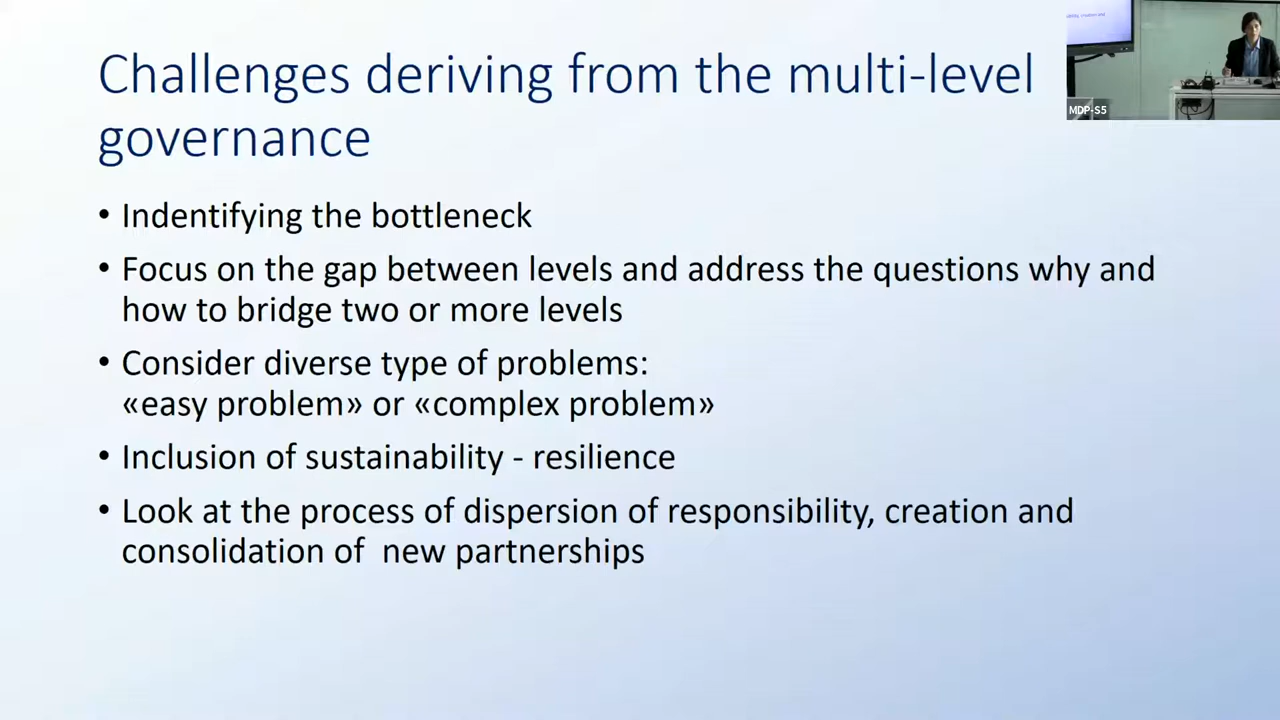 Challenges deriving from the multi-level
governance
• Indentifying the bottleneck
• Focus on the gap between levels and address the questions why and
how to bridge two or more levels
• Consider diverse type of problems:
«easy problem» or «complex problem»
• Inclusion of sustainability - resilience
• Look at the process of dispersion of responsibility, creation and
consolidation of  new partnerships
MDP-S5